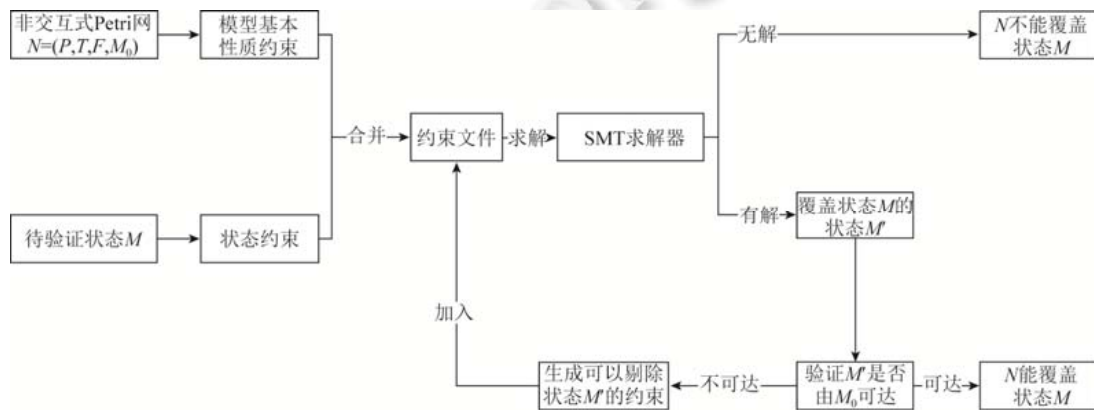 非交互式Petri网
N=(P,T,F,M₀)
模型基本
性质约束
无解
N不能覆盖
状态M
合并
约束文件
求解
SMT求解器
待验证状态M
状态约束
有解
覆盖状态M的
状态M′
加入
生成可以剔除
状态M′的约束
不可达
验证M′是否
由M₀可达
可达
N能覆盖
状态M